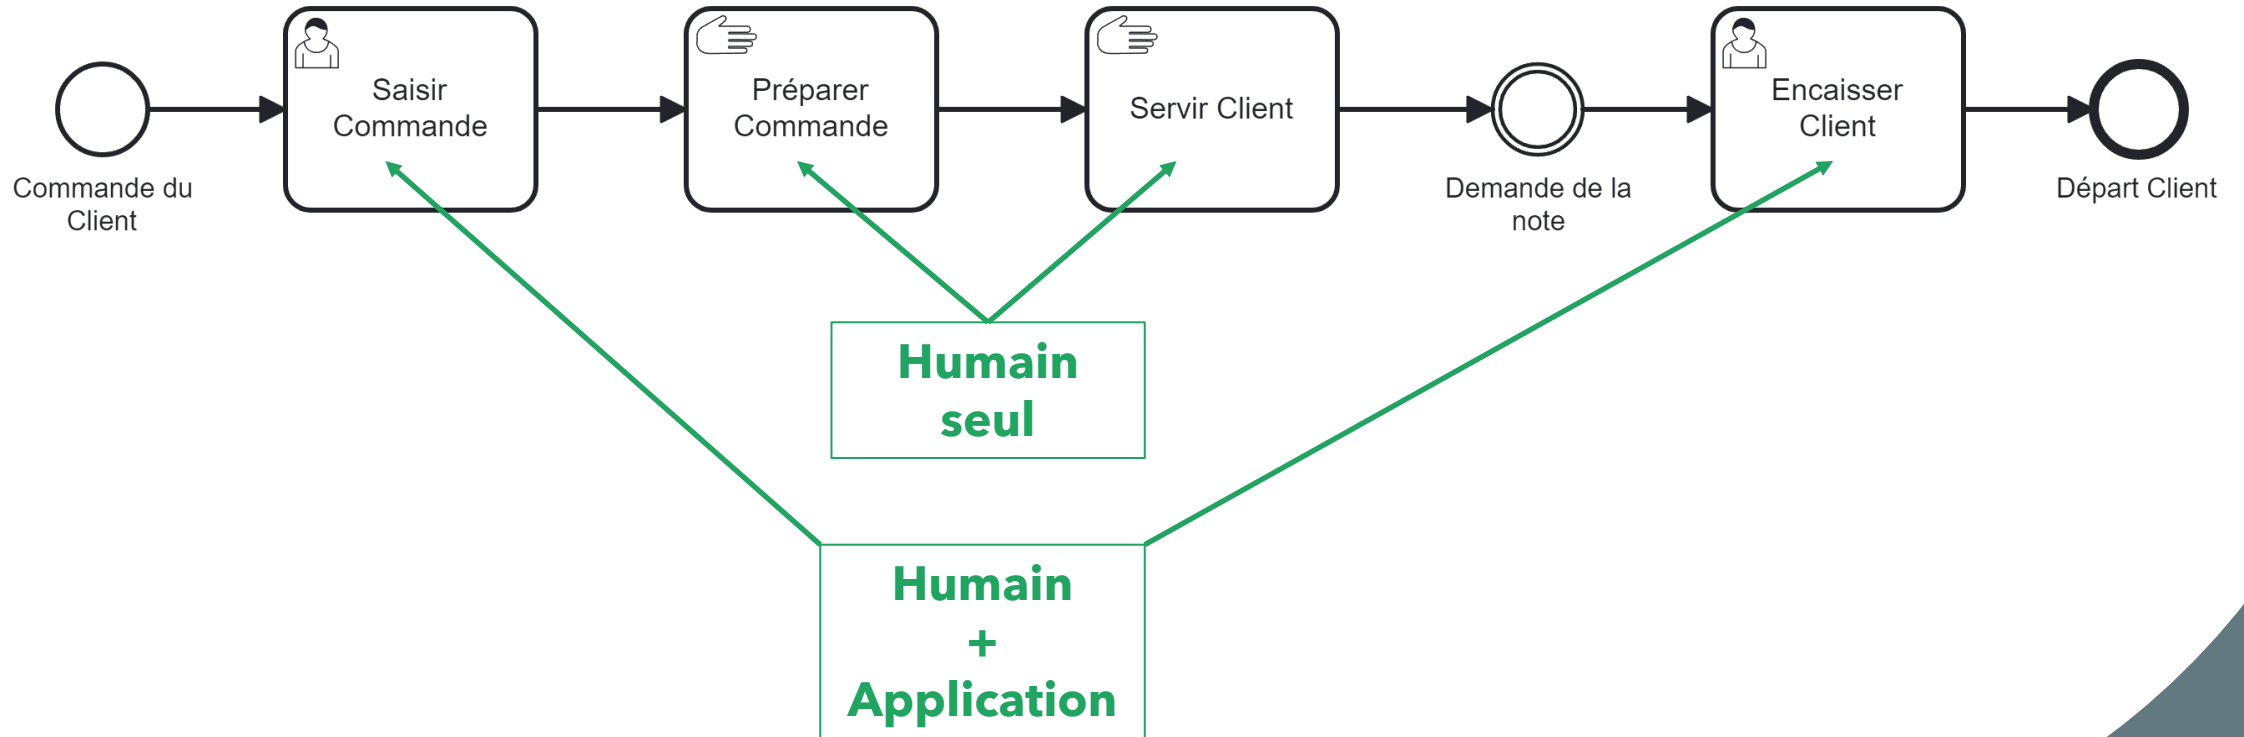 Saisir
Commande
Préparer
Commande
Servir Client
Encaisser
Client
Commande du
Client
Demande de la
note
Départ Client
Humain
seul
Humain
+
Application